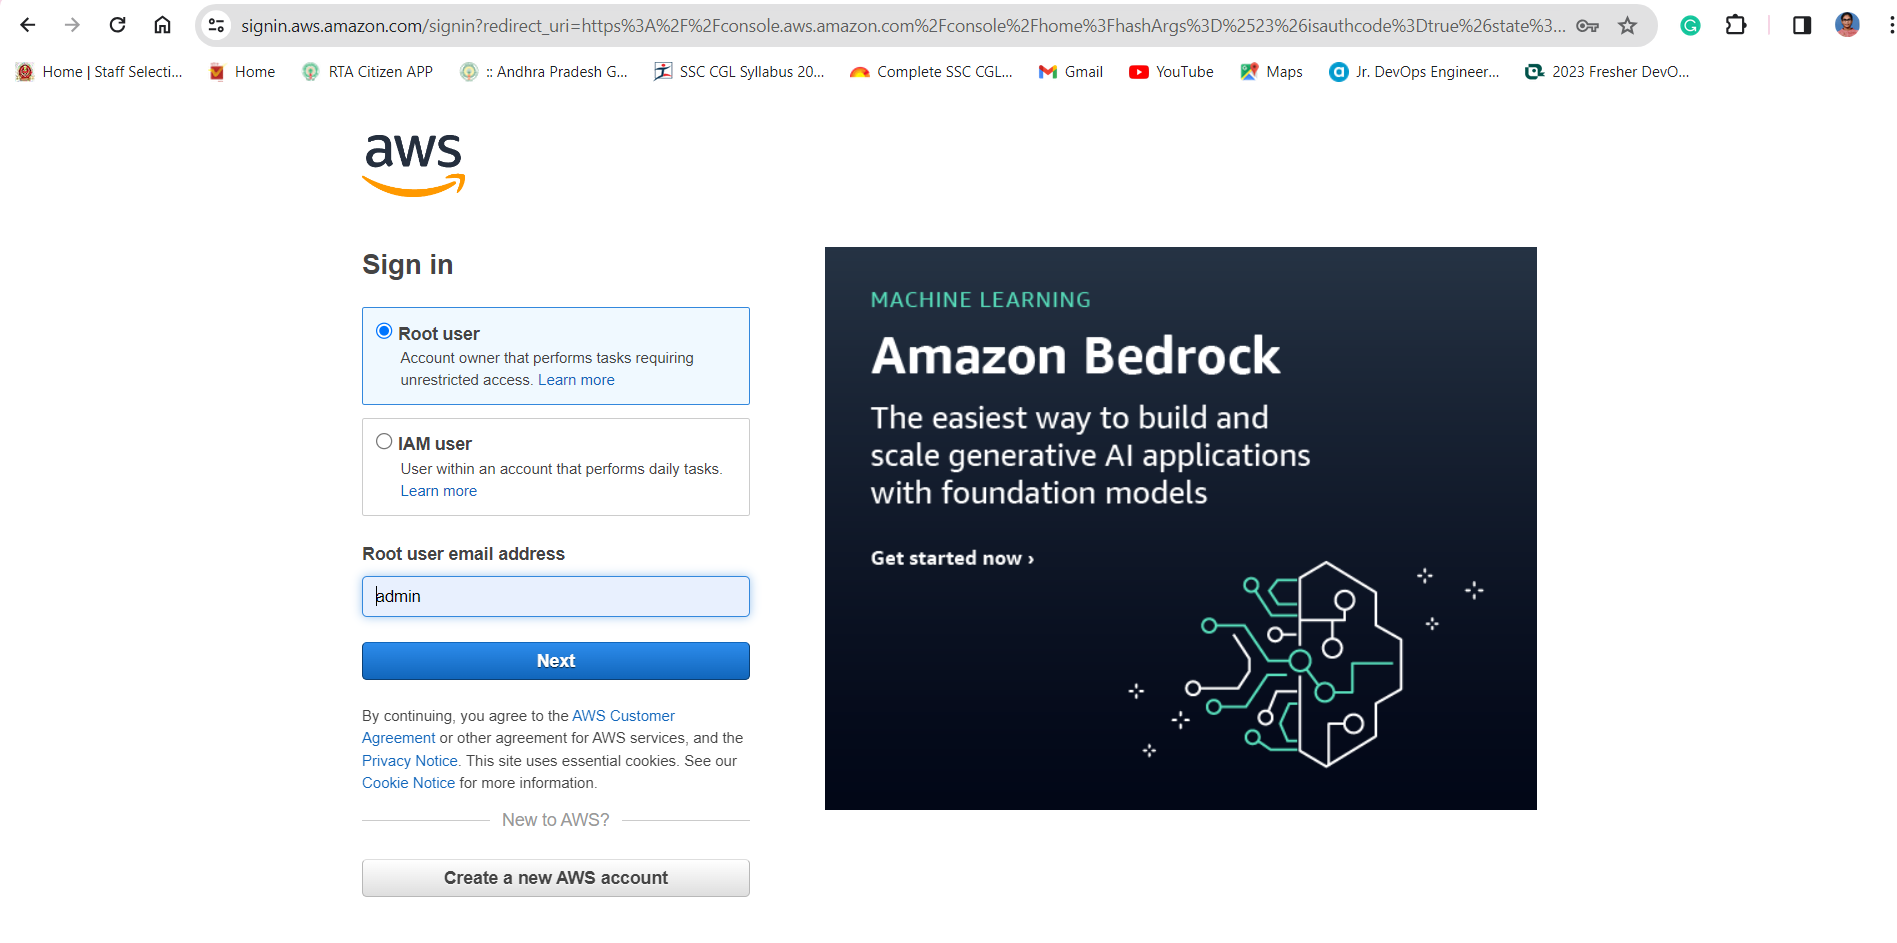 signin.aws.amazon.com/signin?redirect_uri=https%3A%2F%2Fconsole.aws.amazon.com%2Fconsole%2Fhome%3FhashArgs%3D%2523%26isauthcode%3Dtrue%26state%3...
Home | Staff Selecti... Home RTA Citizen APP :: Andhra Pradesh G... SSC CGL Syllabus 20... Complete SSC CGL... Gmail YouTube Maps Jr. DevOps Engineer... 2023 Fresher DevO...
aws
Sign in
Root user
Account owner that performs tasks requiring
unrestricted access. Learn more
IAM user
User within an account that performs daily tasks.
Learn more
Root user email address
admin
Next
By continuing, you agree to the AWS Customer
Agreement or other agreement for AWS services, and the
Privacy Notice. This site uses essential cookies. See our
Cookie Notice for more information.
New to AWS?
Create a new AWS account
MACHINE LEARNING
Amazon Bedrock
The easiest way to build and
scale generative AI applications
with foundation models
Get started now ›